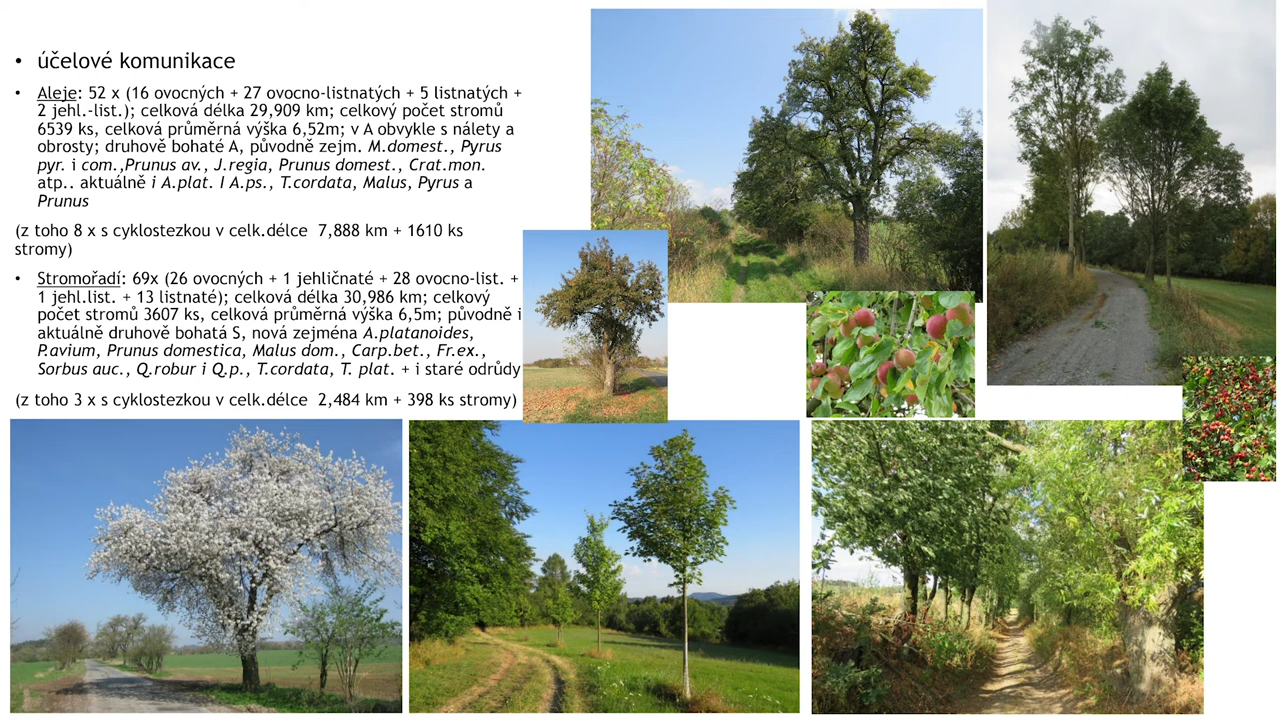 • účelové komunikace
• Aleje: 52 x (16 ovocných + 27 ovocno-listnatých + 5 listnatých +
2 jehl.-list.); celková délka 29,909 km; celkový počet stromů
6539 ks, celková průměrná výška 6,52m; v A obvykle s nálety a
obrosty; druhově bohaté A, původně zejm. M.domest., Pyrus
pyr. i com.,Prunus av., J.regia, Prunus domest., Crat.mon.
atp.. aktuálně i A.plat. I A.ps., T.cordata, Malus, Pyrus a
Prunus
(z toho 8 x s cyklostezkou v celk.délce 7,888 km + 1610 ks
stromy)
• Stromořadí: 69x (26 ovocných + 1 jehličnaté + 28 ovocno-list. +
1 jehl.list. + 13 listnaté); celková délka 30,986 km; celkový
počet stromů 3607 ks, celková průměrná výška 6,5m; původně i
aktuálně druhově bohatá S, nová zejména A.platanoides,
P.avium, Prunus domestica, Malus dom., Carp.bet., Fr.ex.,
Sorbus auc., Q.robur i Q.p., T.cordata, T. plat. + i staré odrůdy
(z toho 3 x s cyklostezkou v celk.délce 2,484 km + 398 ks stromy)